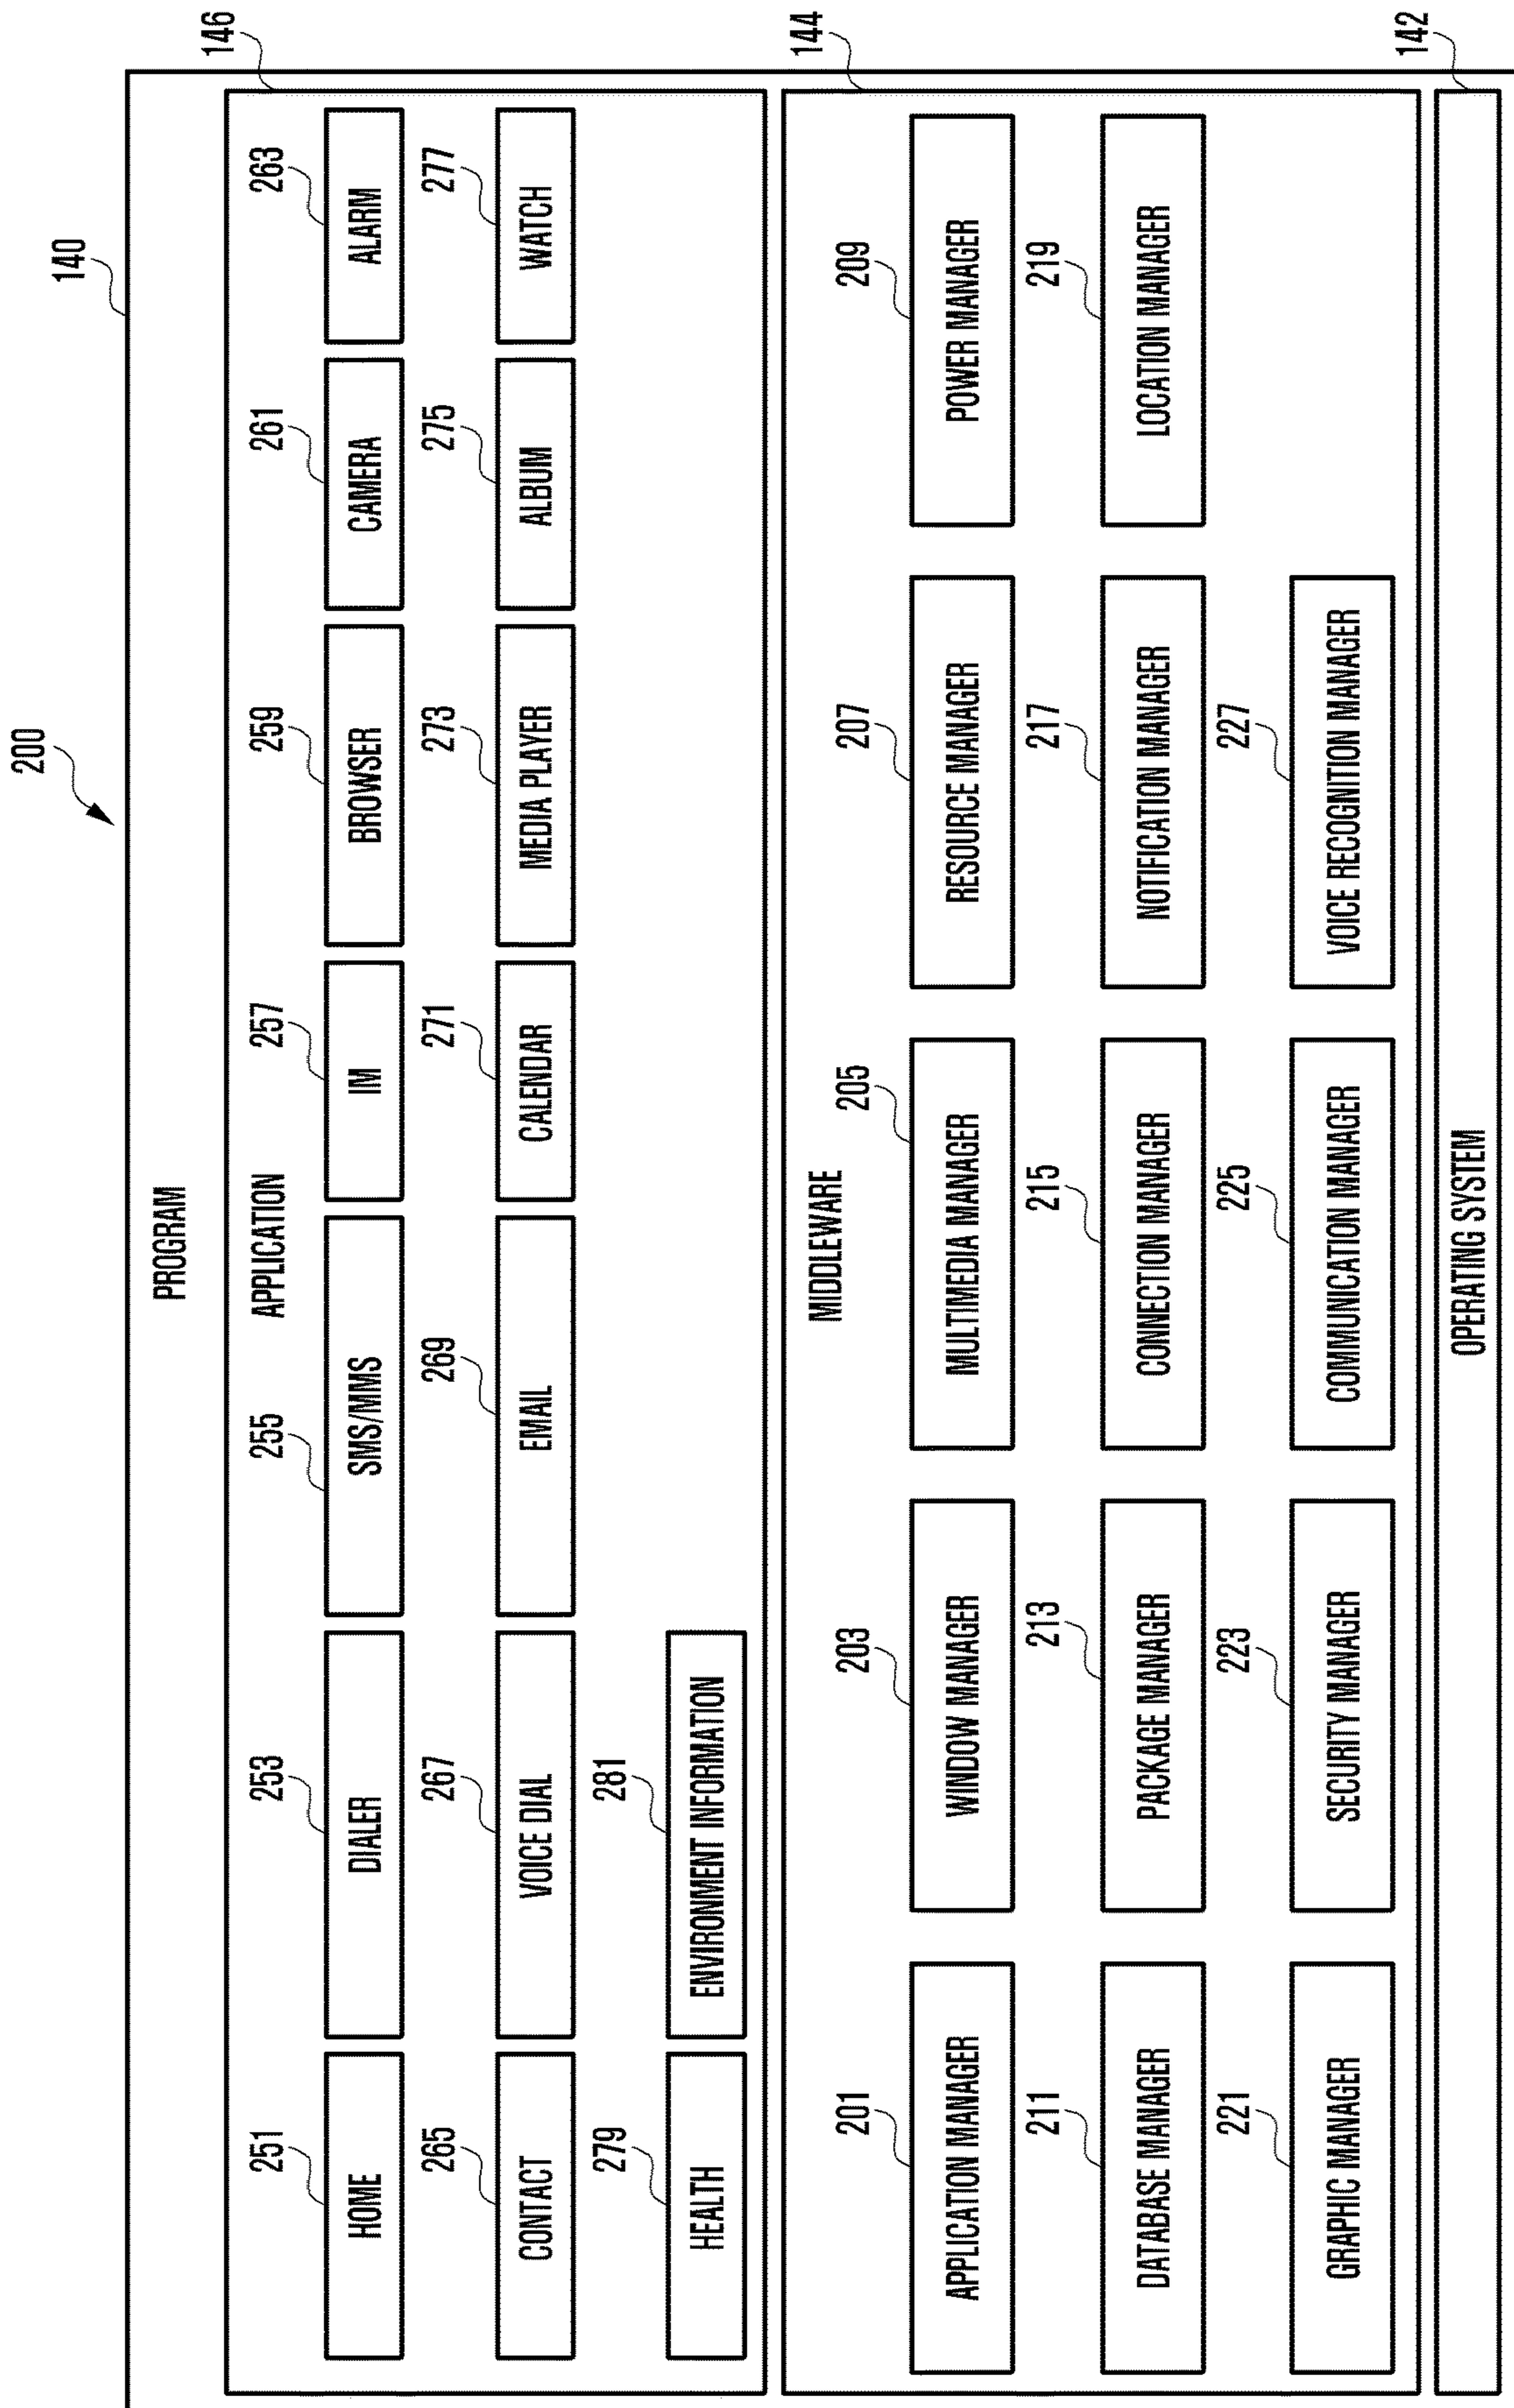 200
140
PROGRAM
146
APPLICATION
251 253 255 257 259 261 263
HOME DIALER SMS/MMS IM BROWSER CAMERA ALARM
265 267 269 271 273 275 277
CONTACT VOICE DIAL EMAIL CALENDAR MEDIA PLAYER ALBUM WATCH
279 281
HEALTH ENVIRONMENT INFORMATION
144
MIDDLEWARE
201 203 205 207 209
APPLICATION MANAGER WINDOW MANAGER MULTIMEDIA MANAGER RESOURCE MANAGER POWER MANAGER
211 213 215 217 219
DATABASE MANAGER PACKAGE MANAGER CONNECTION MANAGER NOTIFICATION MANAGER LOCATION MANAGER
221 223 225 227
GRAPHIC MANAGER SECURITY MANAGER COMMUNICATION MANAGER VOICE RECOGNITION MANAGER
142
OPERATING SYSTEM